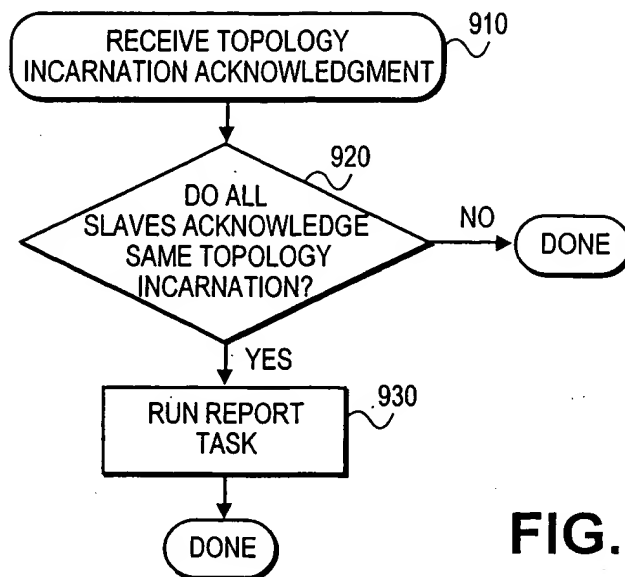 RECEIVE TOPOLOGY
INCARNATION ACKNOWLEDGMENT
910
920
DO ALL
SLAVES ACKNOWLEDGE
SAME TOPOLOGY
INCARNATION?
NO
DONE
YES
930
RUN REPORT
TASK
DONE
FIG.